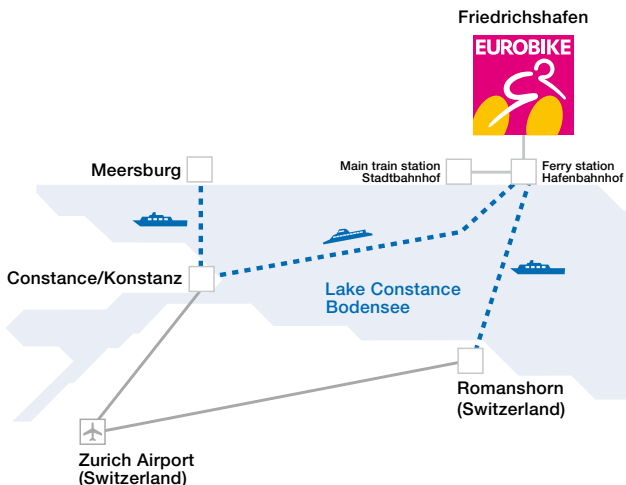 Friedrichshafen
EUROBIKE
Meersburg
Main train station
Stadtbahnhof
Ferry station
Hafenbahnhof
Constance/Konstanz
Lake Constance
Bodensee
Romanshorn
(Switzerland)
Zurich Airport
(Switzerland)